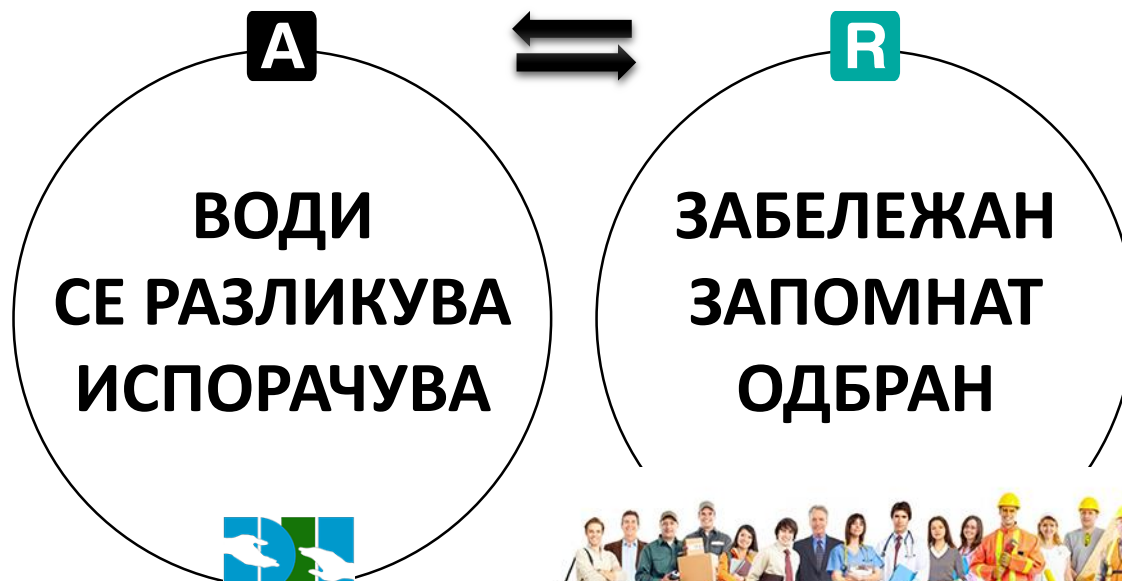 A
ВОДИ
СЕ РАЗЛИКУВА
ИСПОРАЧУВА
R
ЗАБЕЛЕЖАН
ЗАПОМНАТ
ОДБРАН